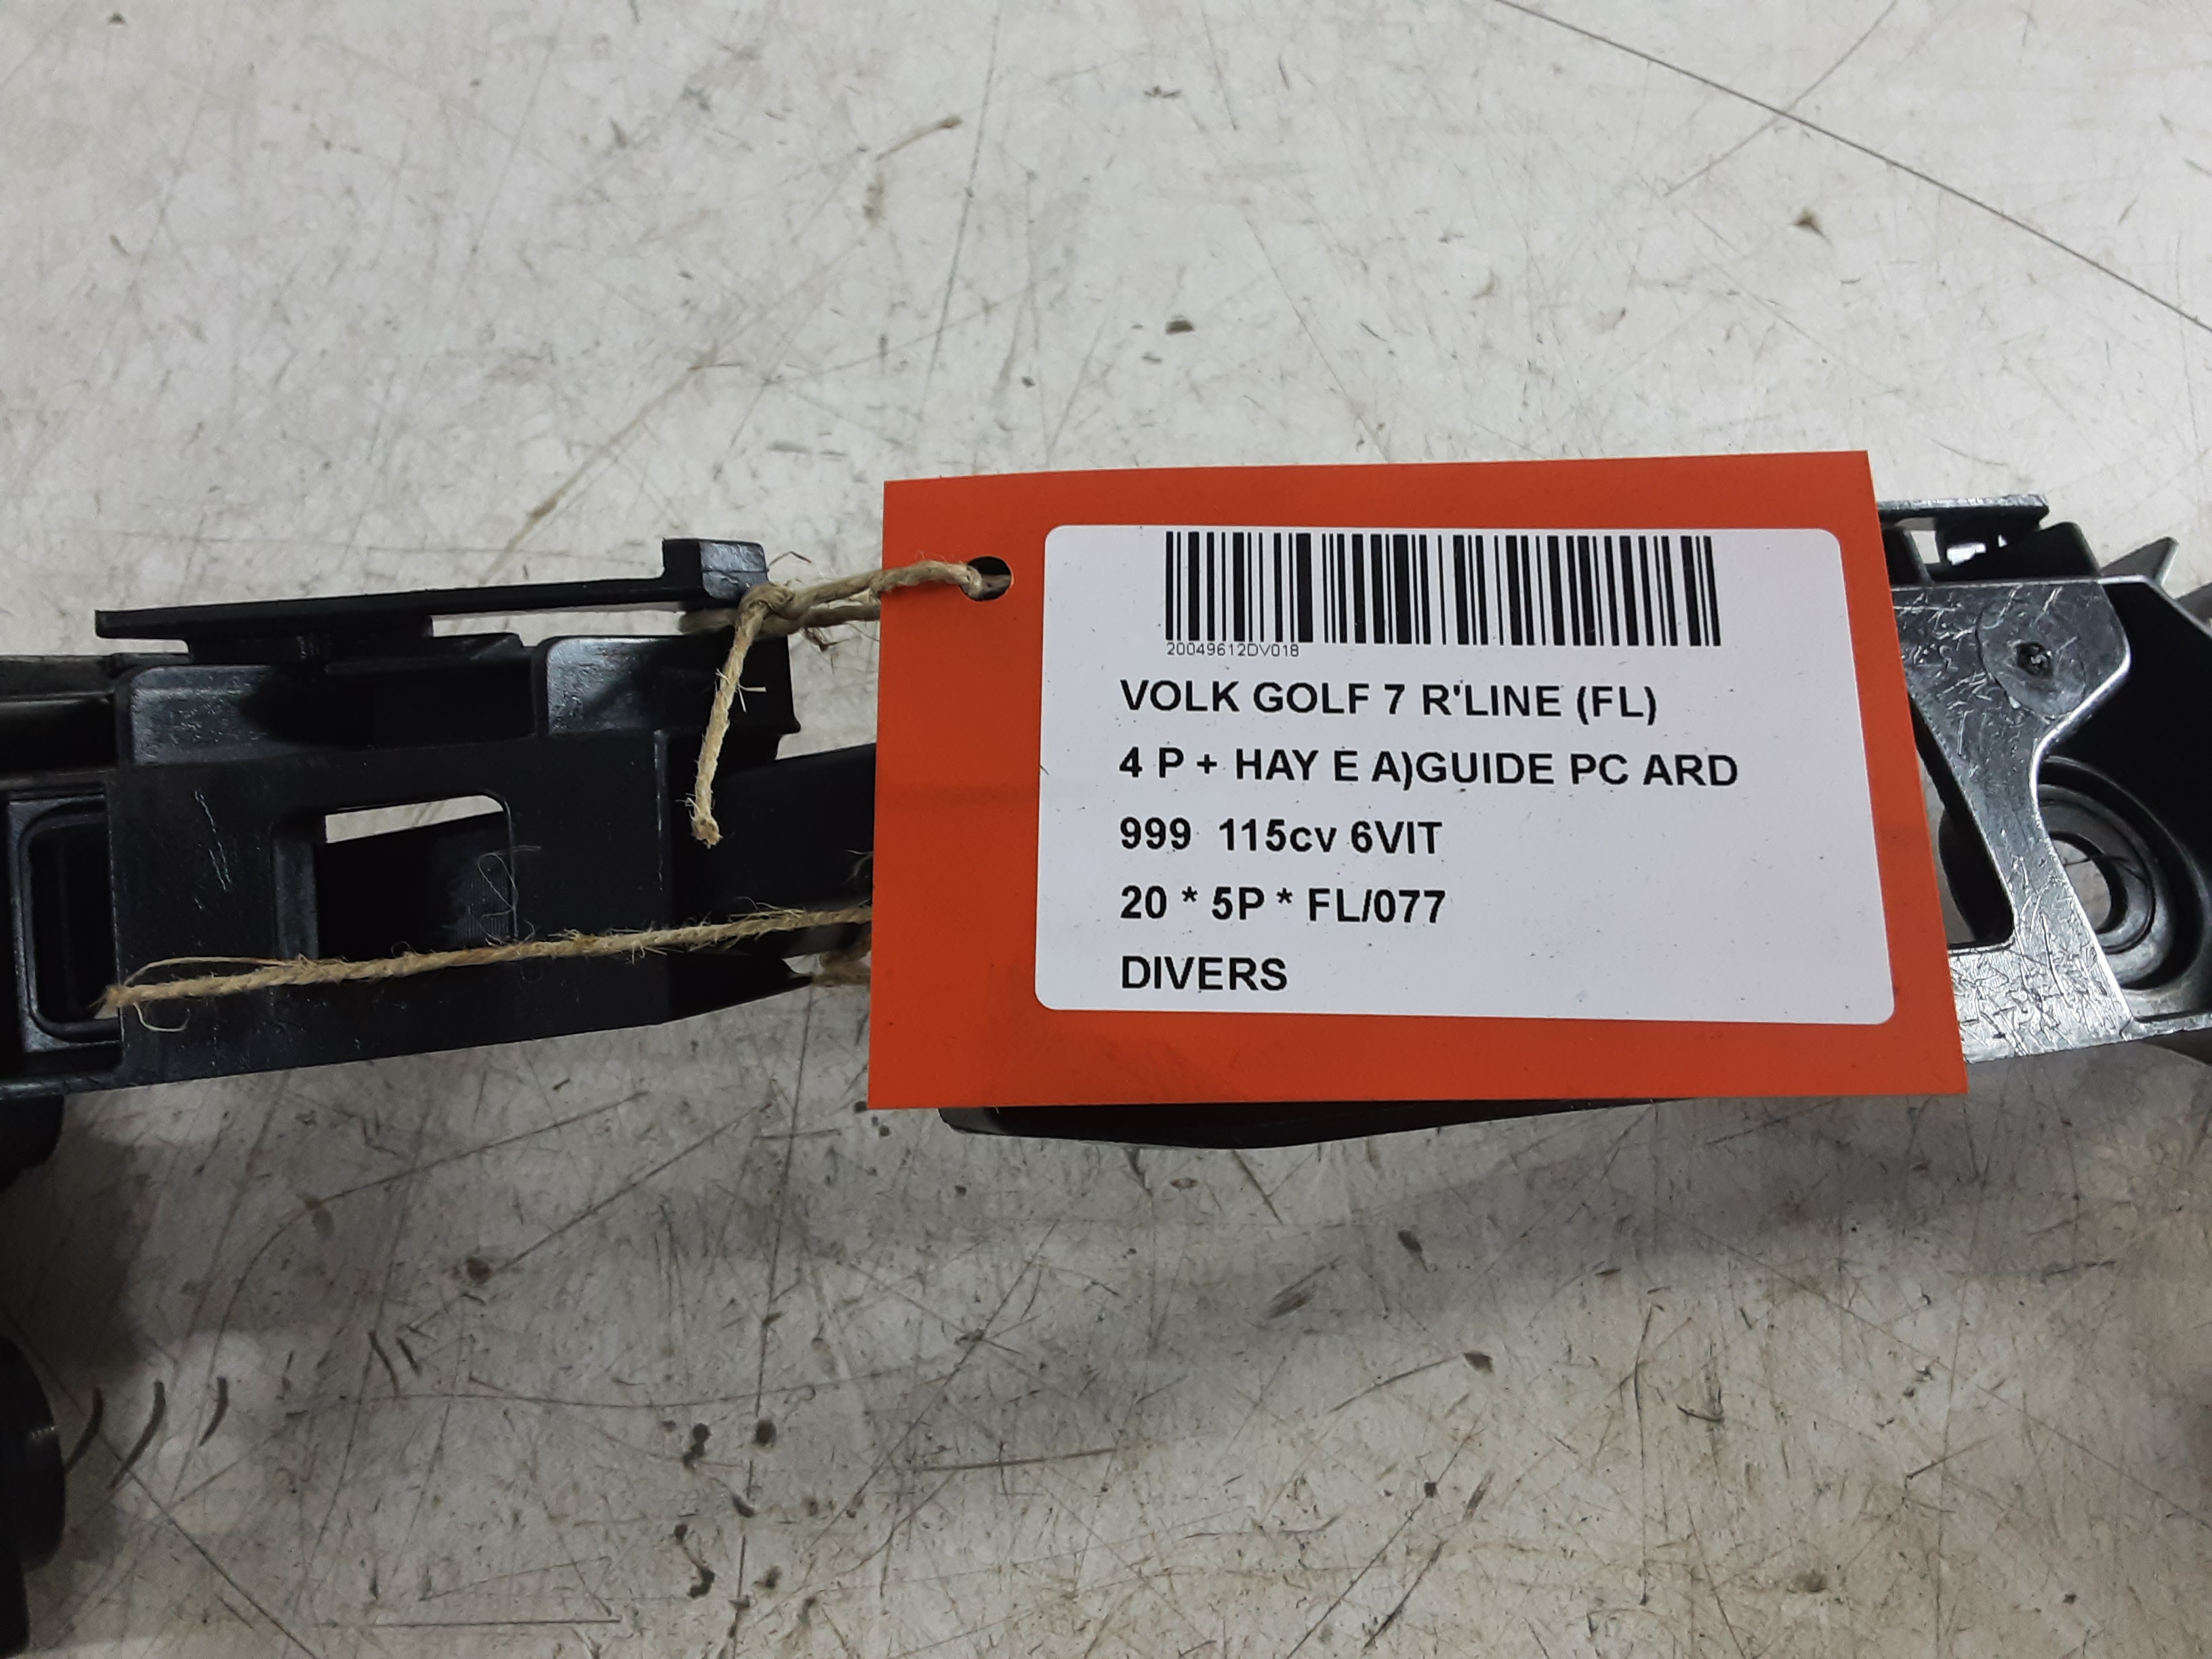 20049612DV018
VOLK GOLF 7 R'LINE (FL)
4 P + HAY E A)GUIDE PC ARD
999 115cv 6VIT
20 * 5P * FL/077
DIVERS